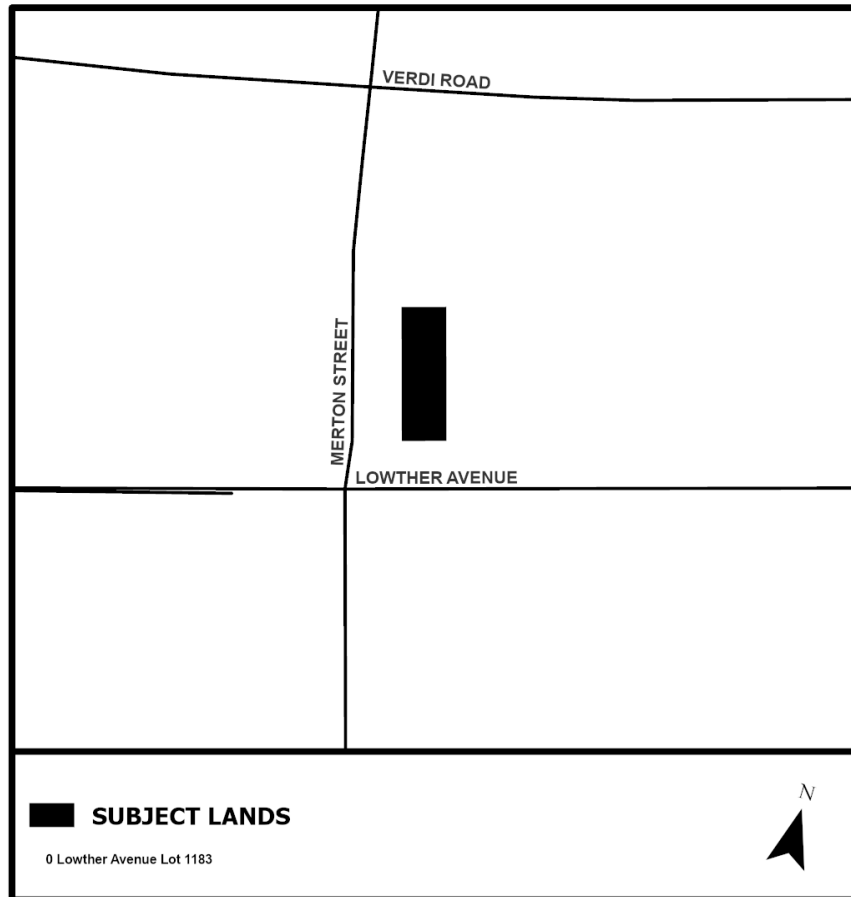 VERDI ROAD
MERTON STREET
LOWTHER AVENUE
SUBJECT LANDS
N
0 Lowther Avenue Lot 1183